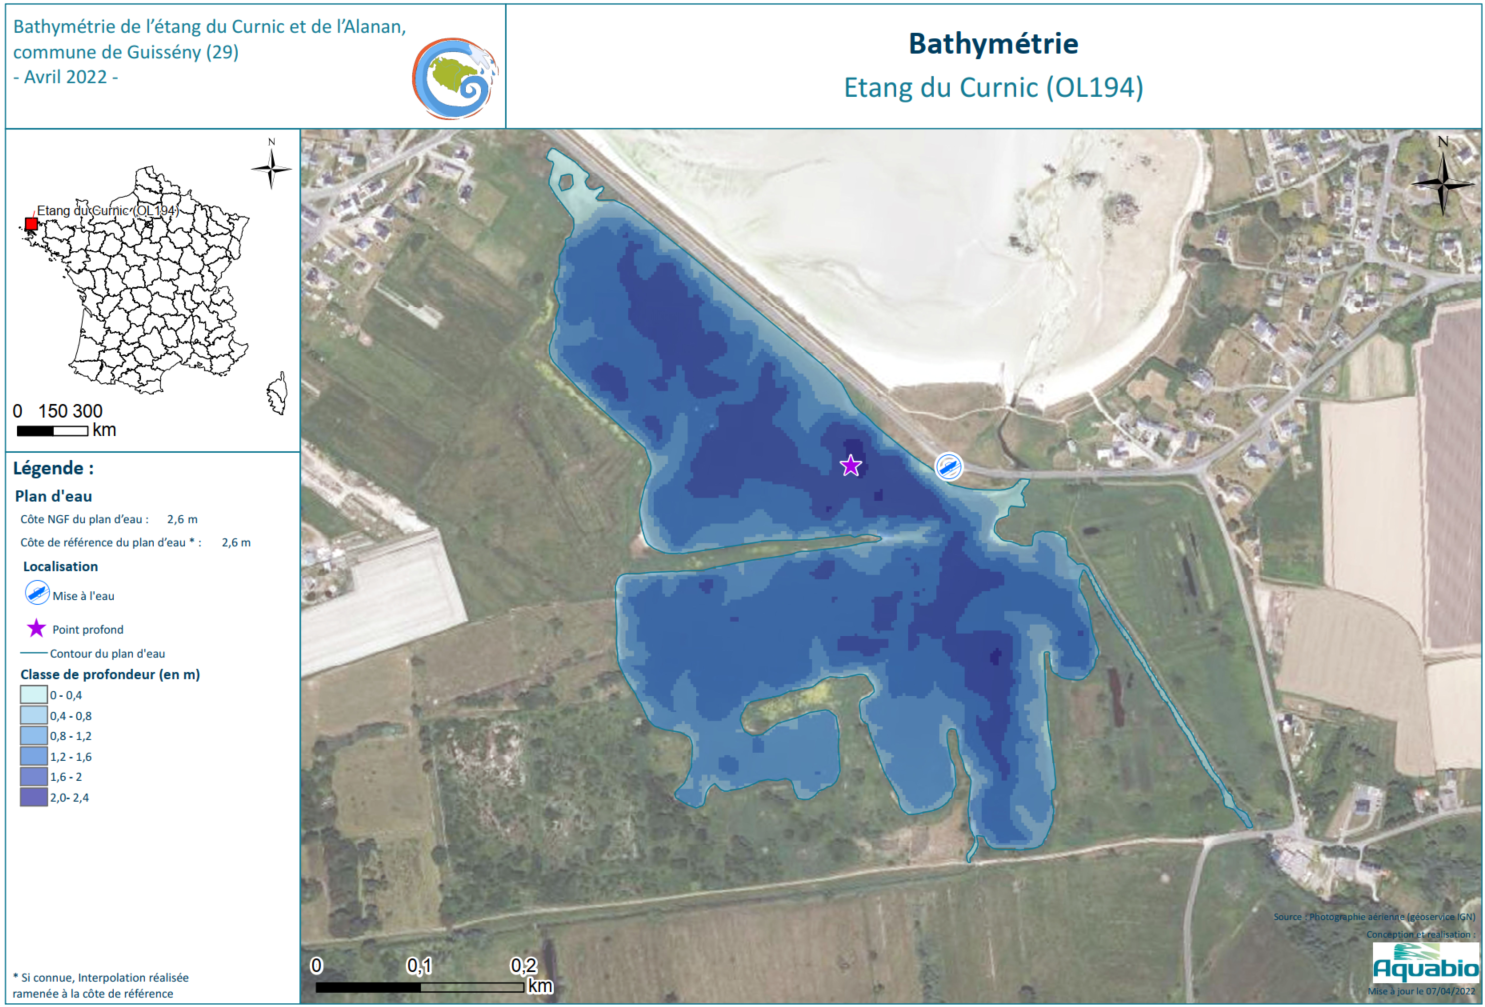 Bathymétrie de l'étang du Curnic et de l'Alanan,
commune de Guissény (29)
- Avril 2022 -
Bathymétrie
Etang du Curnic (OL194)
N
Etang du Curnic (OL194)
0 150 300
km
Légende :
Plan d'eau
Côte NGF du plan d'eau : 2,6 m
Côte de référence du plan d'eau * : 2,6 m
Localisation
Mise à l'eau
Point profond
Contour du plan d'eau
Classe de profondeur (en m)
0 - 0,4
0,4 - 0,8
0,8 - 1,2
1,2 - 1,6
1,6 - 2
2,0- 2,4
* Si connue, Interpolation réalisée
ramenée à la côte de référence
N
0 0,1 0,2
km
Source : Photographie aérienne (géoservice IGN)
Conception et réalisation :
Aquabio
Mise à jour le 07/04/2022